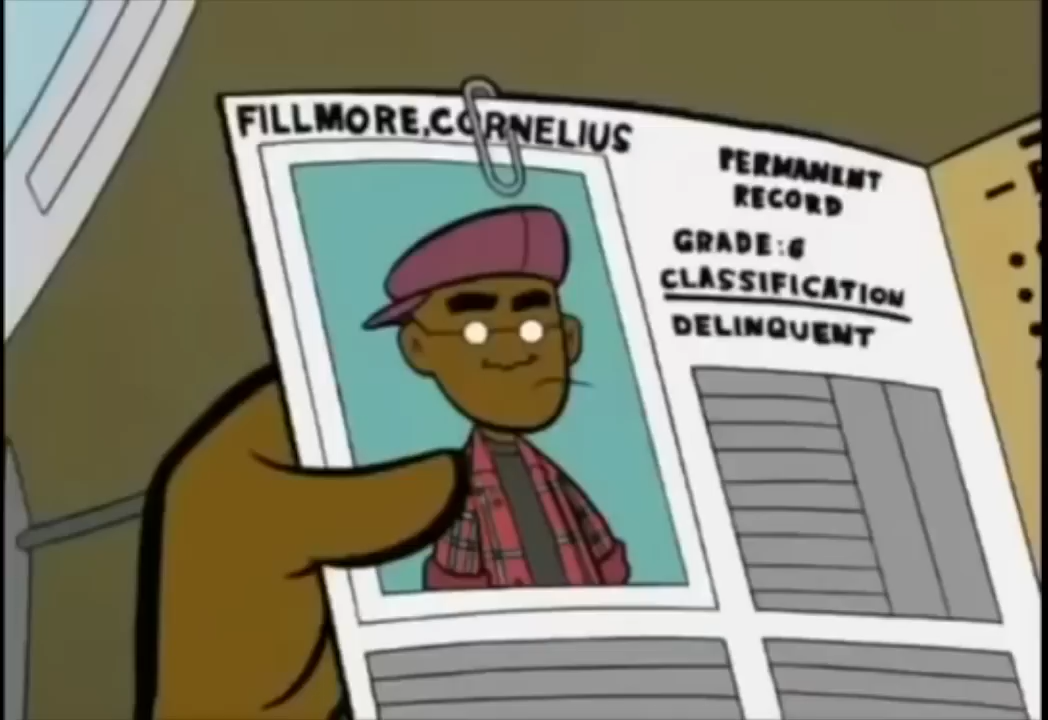 FILLMORE,CORNELIUS
PERMANENT
RECORD
GRADE:6
CLASSIFICATION
DELINQUENT